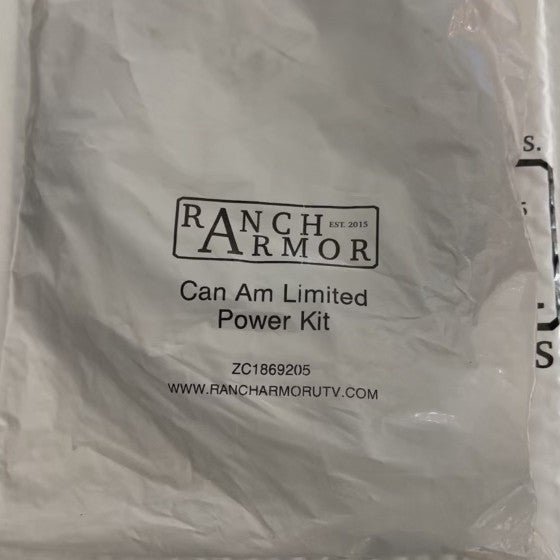 RANCH
EST. 2015
ARMOR
Can Am Limited
Power Kit
ZC1869205
WWW.RANCHARMORUTV.COM
S.
S